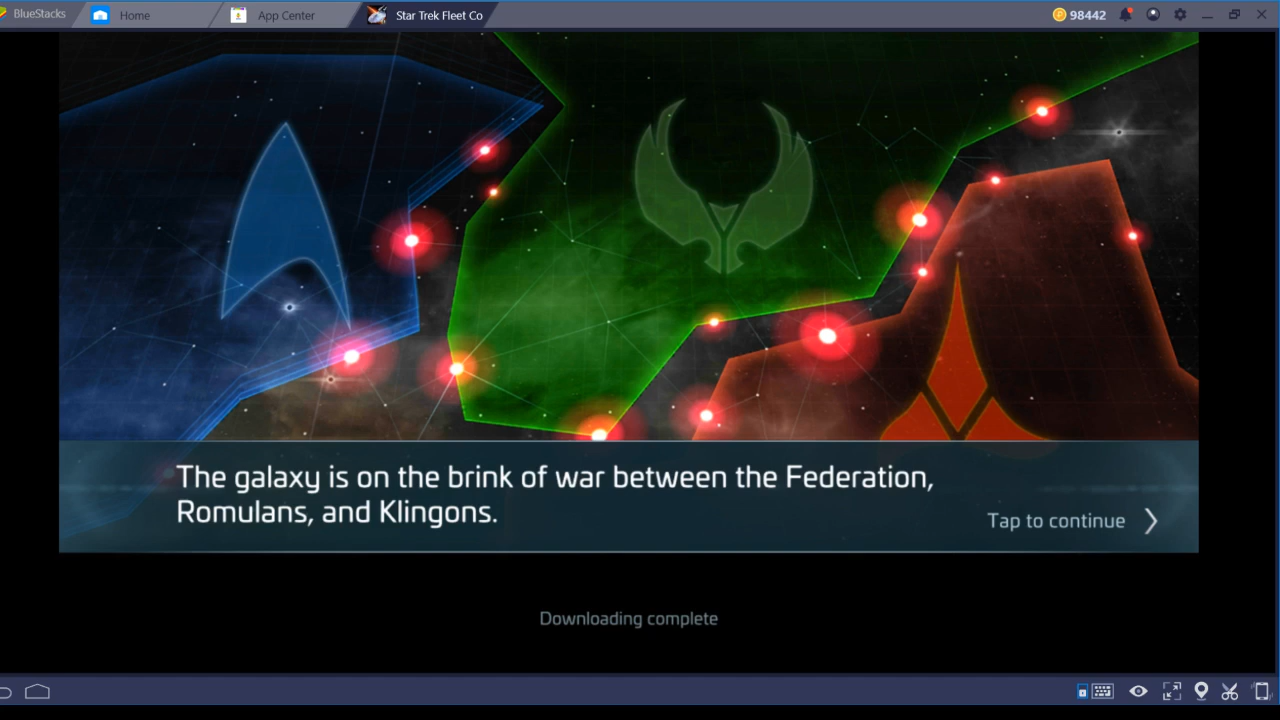 BlueStacks
Home
App Center
Star Trek Fleet Co
98442
The galaxy is on the brink of war between the Federation,
Romulans, and Klingons.
Tap to continue
Downloading complete